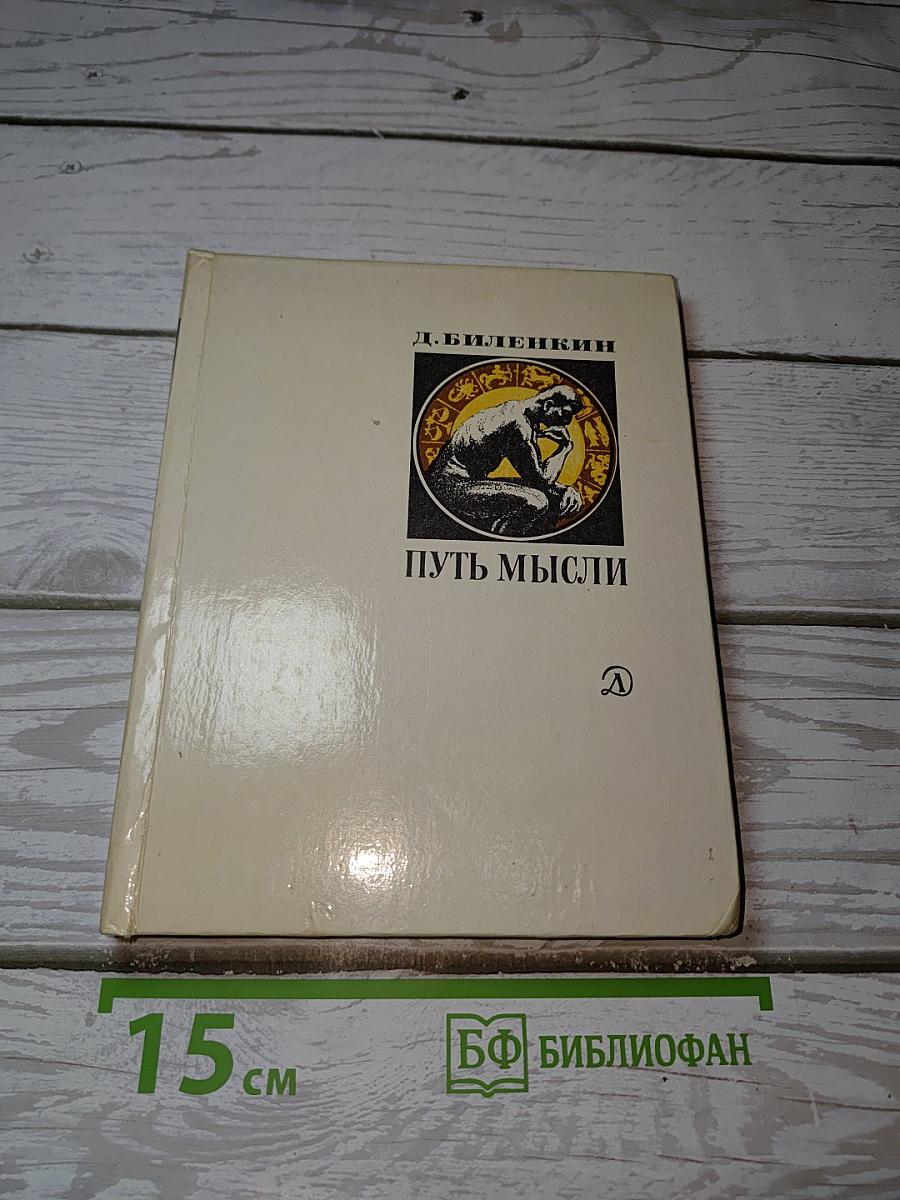 Д. БИЛЕНКИН
ПУТЬ МЫСЛИ
Д
15 см
БФ БИБЛИОФАН